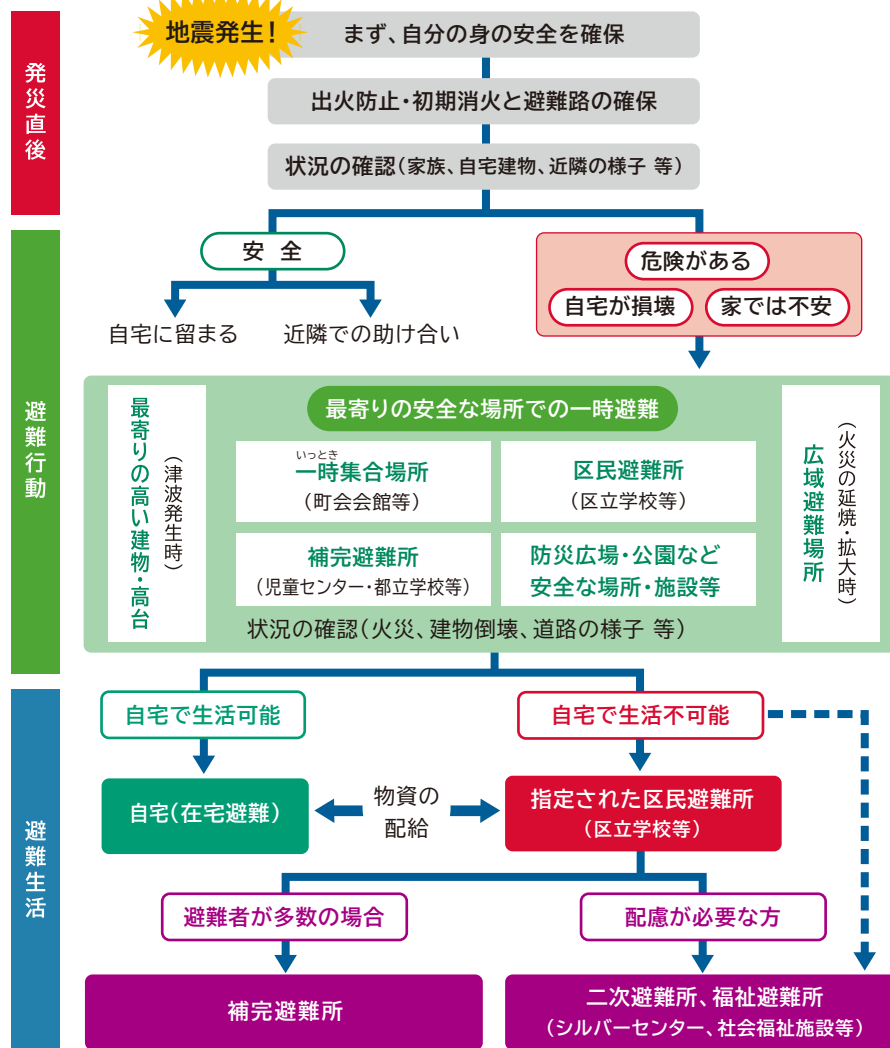 発災直後
地震発生!
まず、自分の身の安全を確保
出火防止・初期消火と避難路の確保
状況の確認(家族、自宅建物、近隣の様子 等)
避難行動
安 全
自宅に留まる
近隣での助け合い
危険がある
自宅が損壊
家では不安
最寄りの安全な場所での一時避難
最寄りの高い建物・高台
(津波発生時)
いっとき
一時集合場所
(町会会館等)
区民避難所
(区立学校等)
補完避難所
(児童センター・都立学校等)
防災広場・公園など
安全な場所・施設等
広域避難場所
(火災の延焼・拡大時)
状況の確認(火災、建物倒壊、道路の様子 等)
避難生活
自宅で生活可能
自宅で生活不可能
自宅(在宅避難)
物資の
配給
指定された区民避難所
(区立学校等)
避難者が多数の場合
配慮が必要な方
補完避難所
二次避難所、福祉避難所
(シルバーセンター、社会福祉施設等)